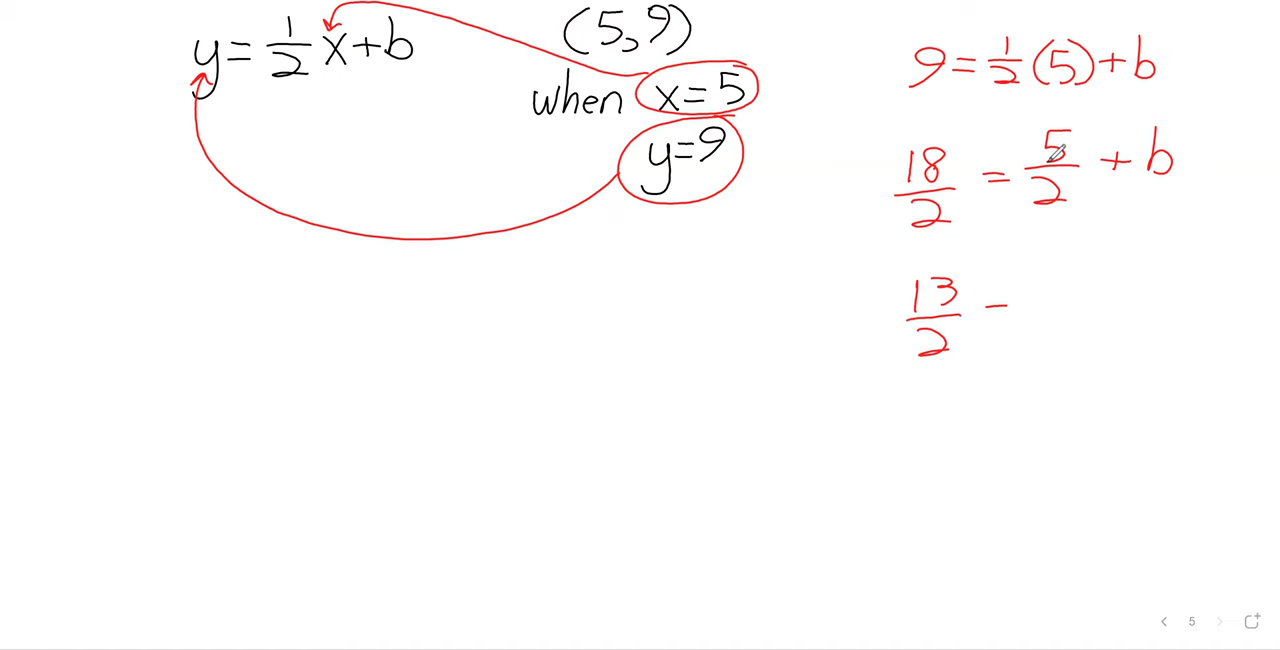 y = 1/2 x + b
(5, 9)
when x = 5
y = 9
9 = 1/2 (5) + b
18/2 = 5/2 + b
13/2 -
5